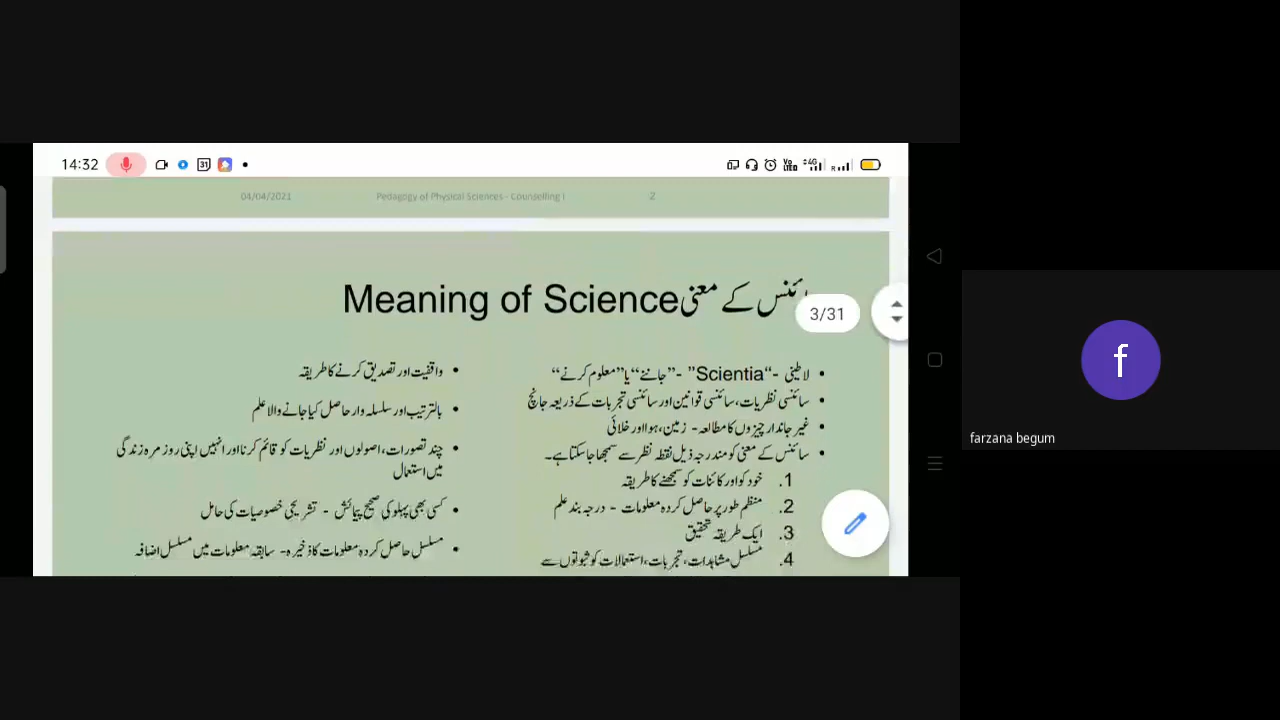 14:32
31
Vo LTED 4G R
04/04/2021 Pedagogy of Physical Sciences - Counselling I 2
سائنس کے معنی Meaning of Science
3/31
• لاطینی - “Scientia” - ”جاننے“ یا ”معلوم کرنے“
• سائنسی نظریات، سائنسی قوانین اور سائنسی تجربات کے ذریعہ جانچ
• غیر جاندار چیزوں کا مطالعہ - زمین، ہوا اور خلائی
• سائنس کے معنی کو مندرجہ ذیل نقطہ نظر سے سمجھا جاسکتا ہے۔
1. خود کو اور کائنات کو سمجھنے کا طریقہ
2. منظم طور پر حاصل کردہ معلومات - درجہ بند علم
3. ایک طریقہ تحقیق
4. مسلسل مشاہدات، تجربات، استعمالات کو ثبوتوں سے
• واقفیت اور تصدیق کرنے کا طریقہ
• بالترتیب اور سلسلہ وار حاصل کیا جانے والا علم
• چند تصورات، اصولوں اور نظریات کو قائم کرنا اور انہیں اپنی روز مرہ زندگی
میں استعمال
• کسی بھی پہلو کی صحیح پیمائش - تشریحی خصوصیات کی حامل
• مسلسل حاصل کردہ معلومات کا ذخیرہ - سابقہ معلومات میں مسلسل اضافہ
f
farzana begum